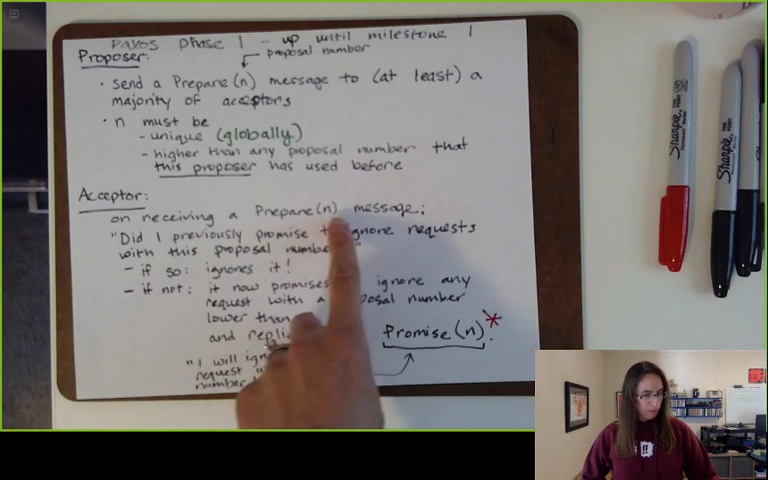 Paxos phase 1 - up until milestone 1
Proposer:
proposal number
• send a Prepare(n) message to (at least) a
majority of acceptors
• n must be
- unique (globally)
- higher than any proposal number that
this proposer has used before
Acceptor:
on receiving a Prepare(n) message:
"Did I previously promise to ignore requests
with this proposal number
- if so: ignores it!
- if not: it now promises ignore any
request with a
number
lower than
and
Promise(n)*.
"I will
request
number
Sharpie
Sharpie
!!